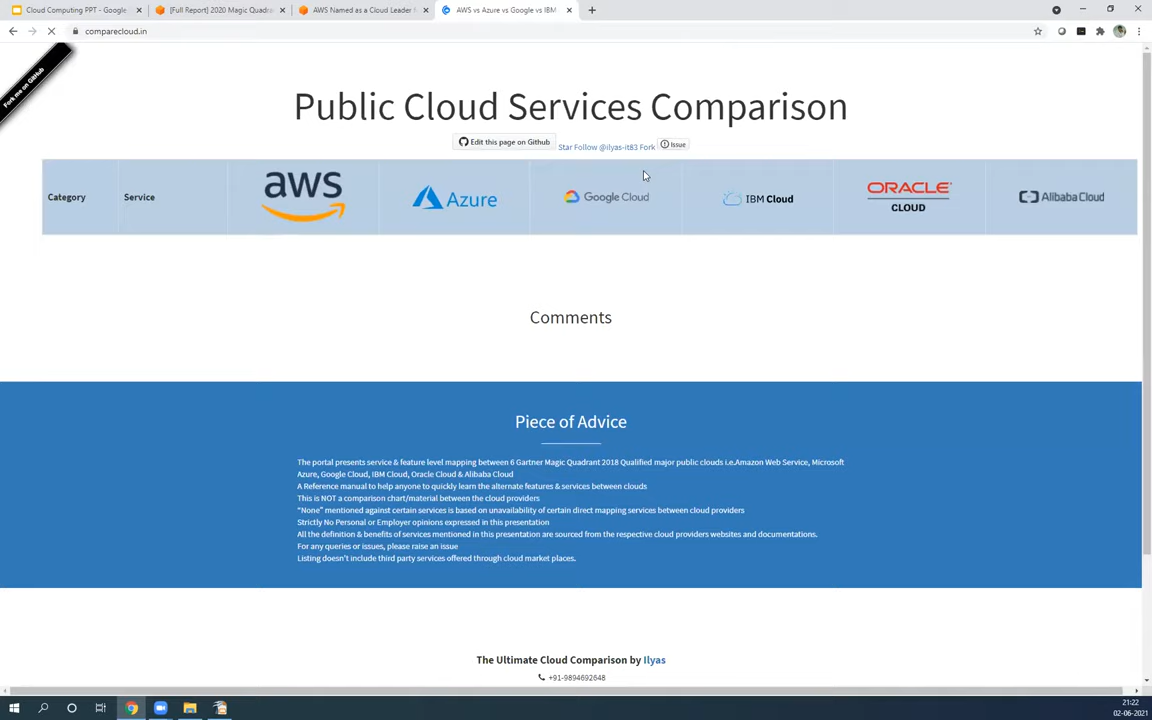 Cloud Computing PPT - Google
[Full Report] 2020 Magic Quadra
AWS Named as a Cloud Leader
AWS vs Azure vs Google vs IBM
comparecloud.in
Fork me on GitHub
Public Cloud Services Comparison
Edit this page on Github
Star Follow @ilyas-it83 Fork
Issue
Category
Service
aws
Azure
Google Cloud
IBM Cloud
ORACLE
CLOUD
Alibaba Cloud
Comments
Piece of Advice
The portal presents service & feature level mapping between 6 Gartner Magic Quadrant 2018 Qualified major public clouds i.e.Amazon Web Service, Microsoft
Azure, Google Cloud, IBM Cloud, Oracle Cloud & Alibaba Cloud
A Reference manual to help anyone to quickly learn the alternate features & services between clouds
This is NOT a comparison chart/material between the cloud providers
“None” mentioned against certain services is based on unavailability of certain direct mapping services between cloud providers
Strictly No Personal or Employer opinions expressed in this presentation
All the definition & benefits of services mentioned in this presentation are sourced from the respective cloud providers websites and documentations.
For any queries or issues, please raise an issue
Listing doesn't include third party services offered through cloud market places.
The Ultimate Cloud Comparison by Ilyas
+91-9894692648
21:22
02-06-2021